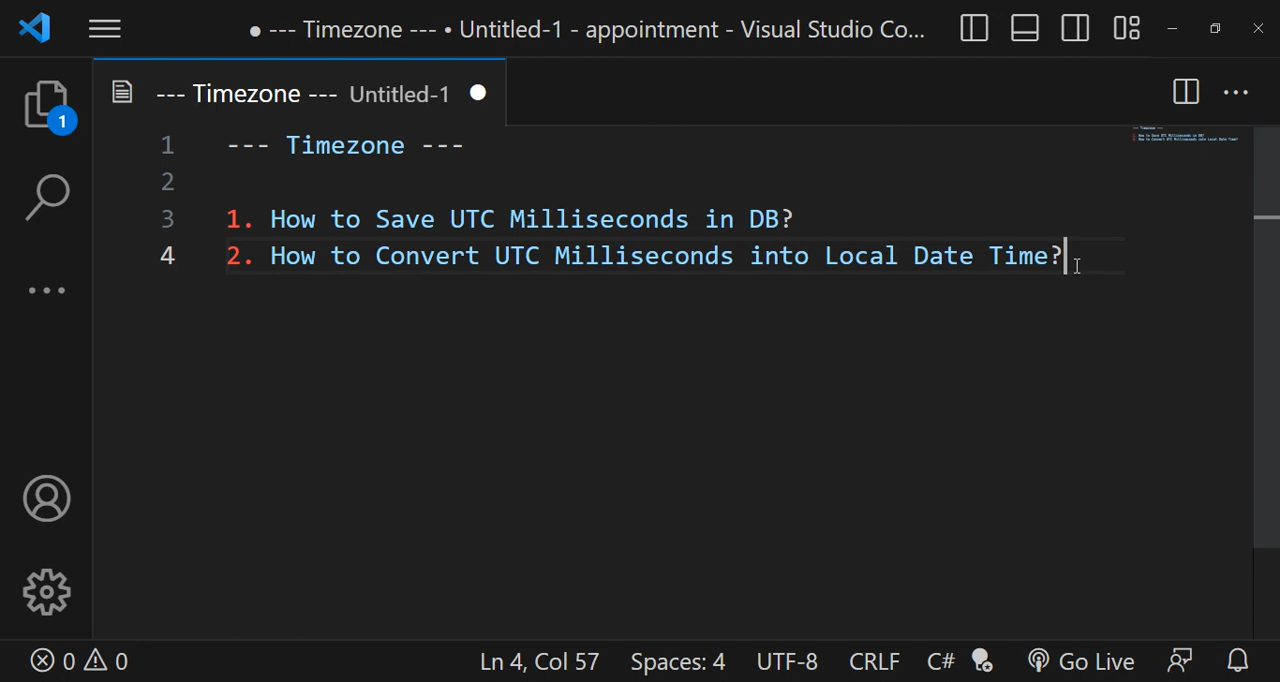 ● --- Timezone --- • Untitled-1 - appointment - Visual Studio Co...
--- Timezone --- Untitled-1
1 --- Timezone ---
2
3 1. How to Save UTC Milliseconds in DB?
4 2. How to Convert UTC Milliseconds into Local Date Time?
1
0 0 Ln 4, Col 57 Spaces: 4 UTF-8 CRLF C# Go Live